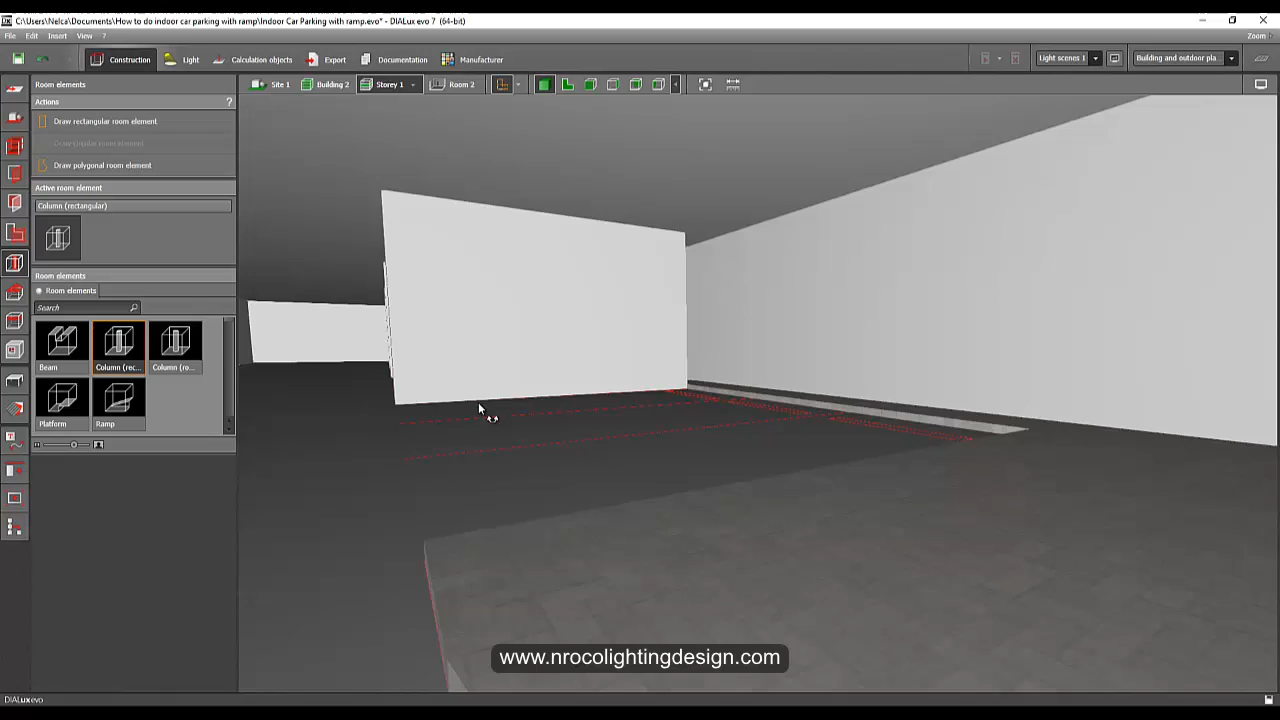 C:\Users\Nelca\Documents\How to do indoor car parking with ramp\Indoor Car Parking with ramp.evo* - DIALux evo 7 (64-bit)
File Edit Insert View ? Zoom
Construction Light Calculation objects Export Documentation Manufacturer Light scenes 1 Building and outdoor pla...
Room elements Site 1 Building 2 Storey 1 Room 2
Actions ?
Draw rectangular room element
Draw circular room element
Draw polygonal room element
Active room element
Column (rectangular)
Room elements
Room elements
Search
Beam Column (rec... Column (ro...
Platform Ramp
www.nrocolightingdesign.com
DIALux evo